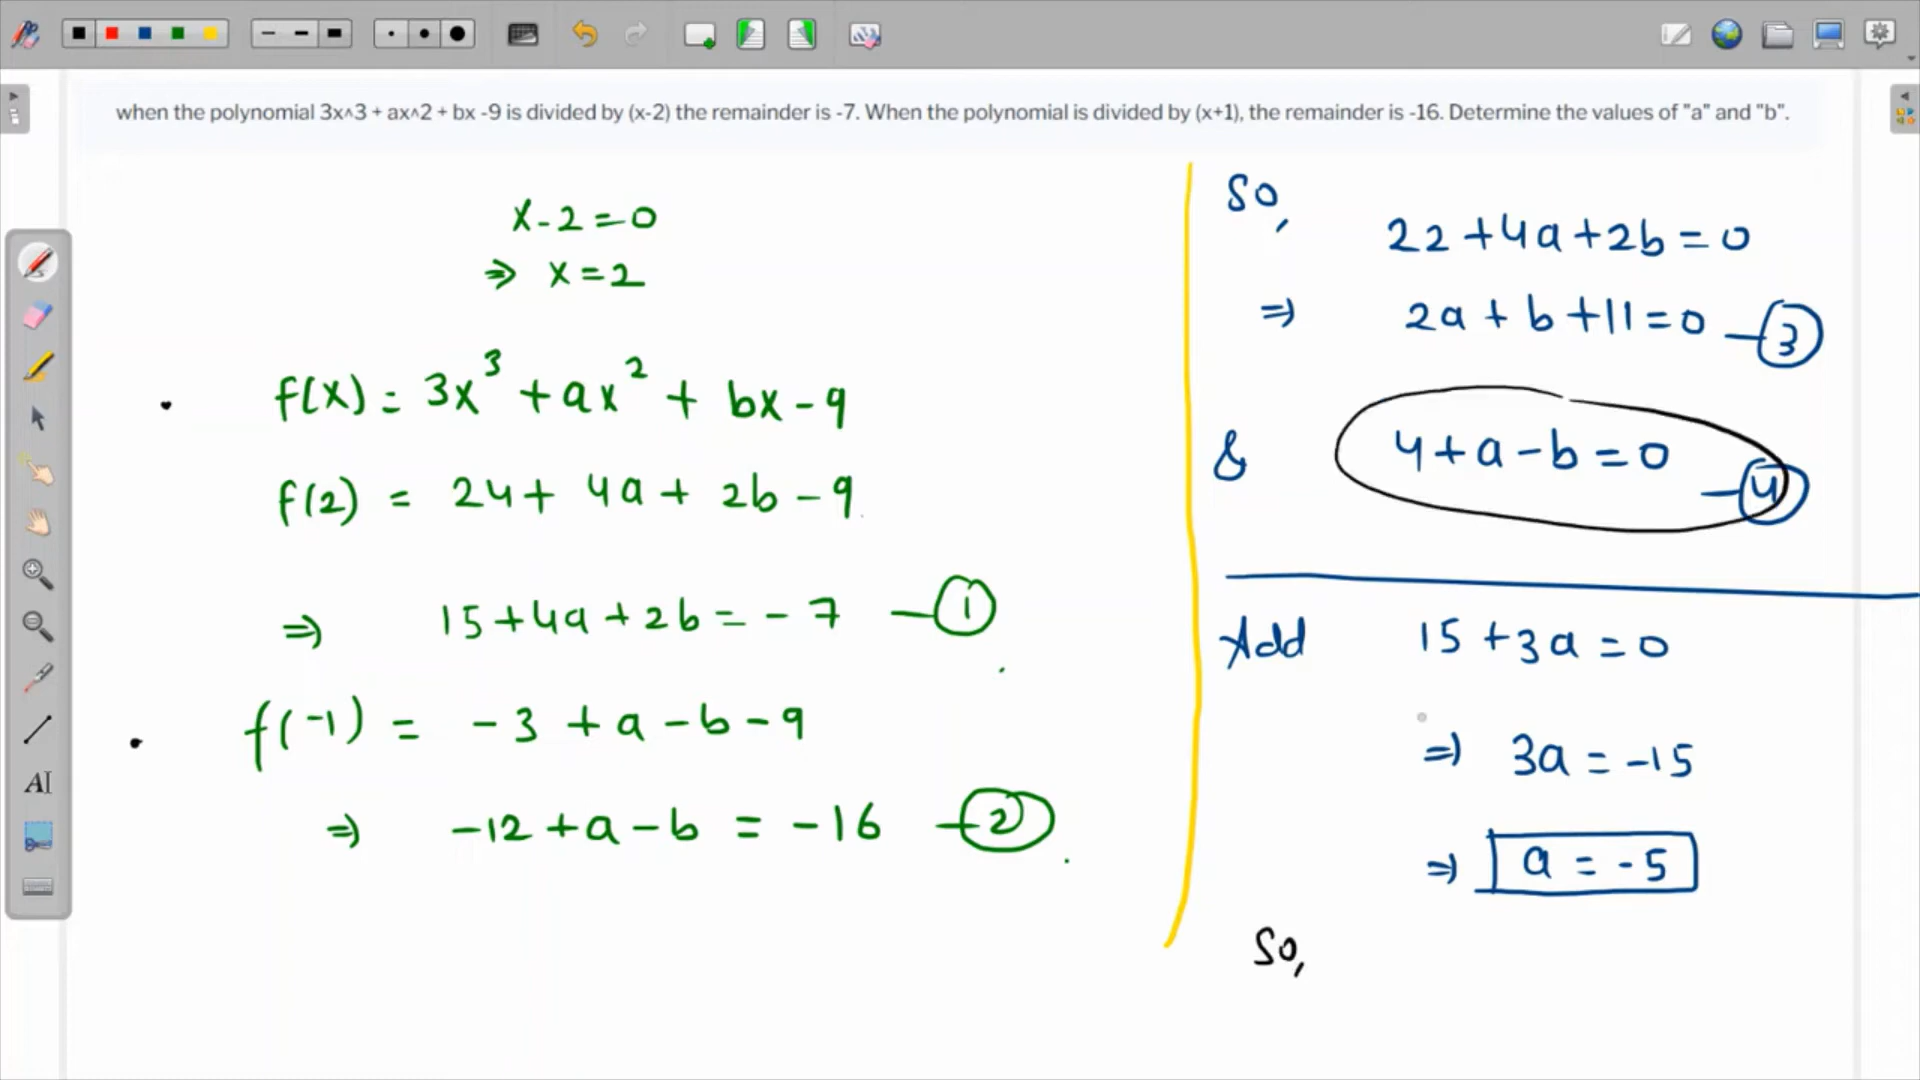 when the polynomial 3x^3 + ax^2 + bx -9 is divided by (x-2) the remainder is -7. When the polynomial is divided by (x+1), the remainder is -16. Determine the values of "a" and "b".
x-2=0
⇒ x=2
f(x) = 3x³ + ax² + bx - 9
f(2) = 24 + 4a + 2b - 9
⇒ 15+4a+2b = -7 — ①
f(-1) = -3 + a - b - 9
⇒ -12 + a - b = -16 — ②
So,
22+4a+2b=0
⇒ 2a + b + 11 = 0 — ③
& 4+a-b=0 — ④
Add 15+3a=0
⇒ 3a = -15
⇒ a = -5
So,
AI